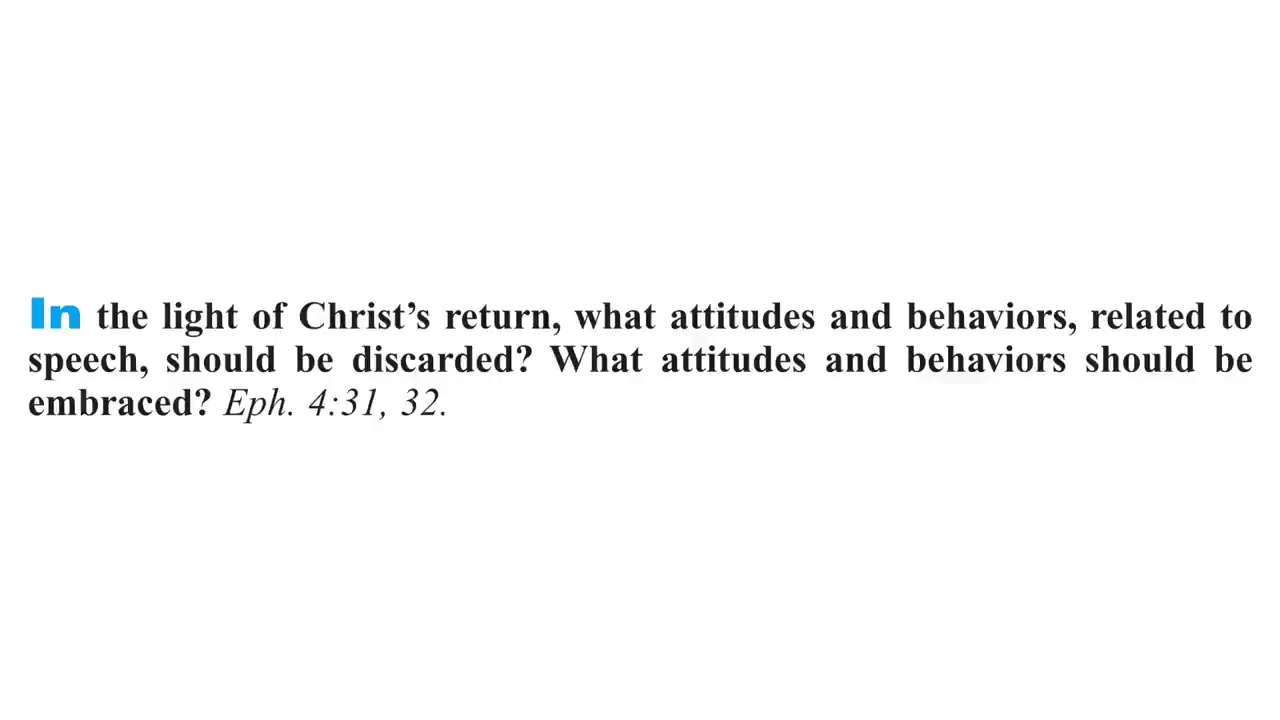 In the light of Christ’s return, what attitudes and behaviors, related to
speech, should be discarded? What attitudes and behaviors should be
embraced? Eph. 4:31, 32.